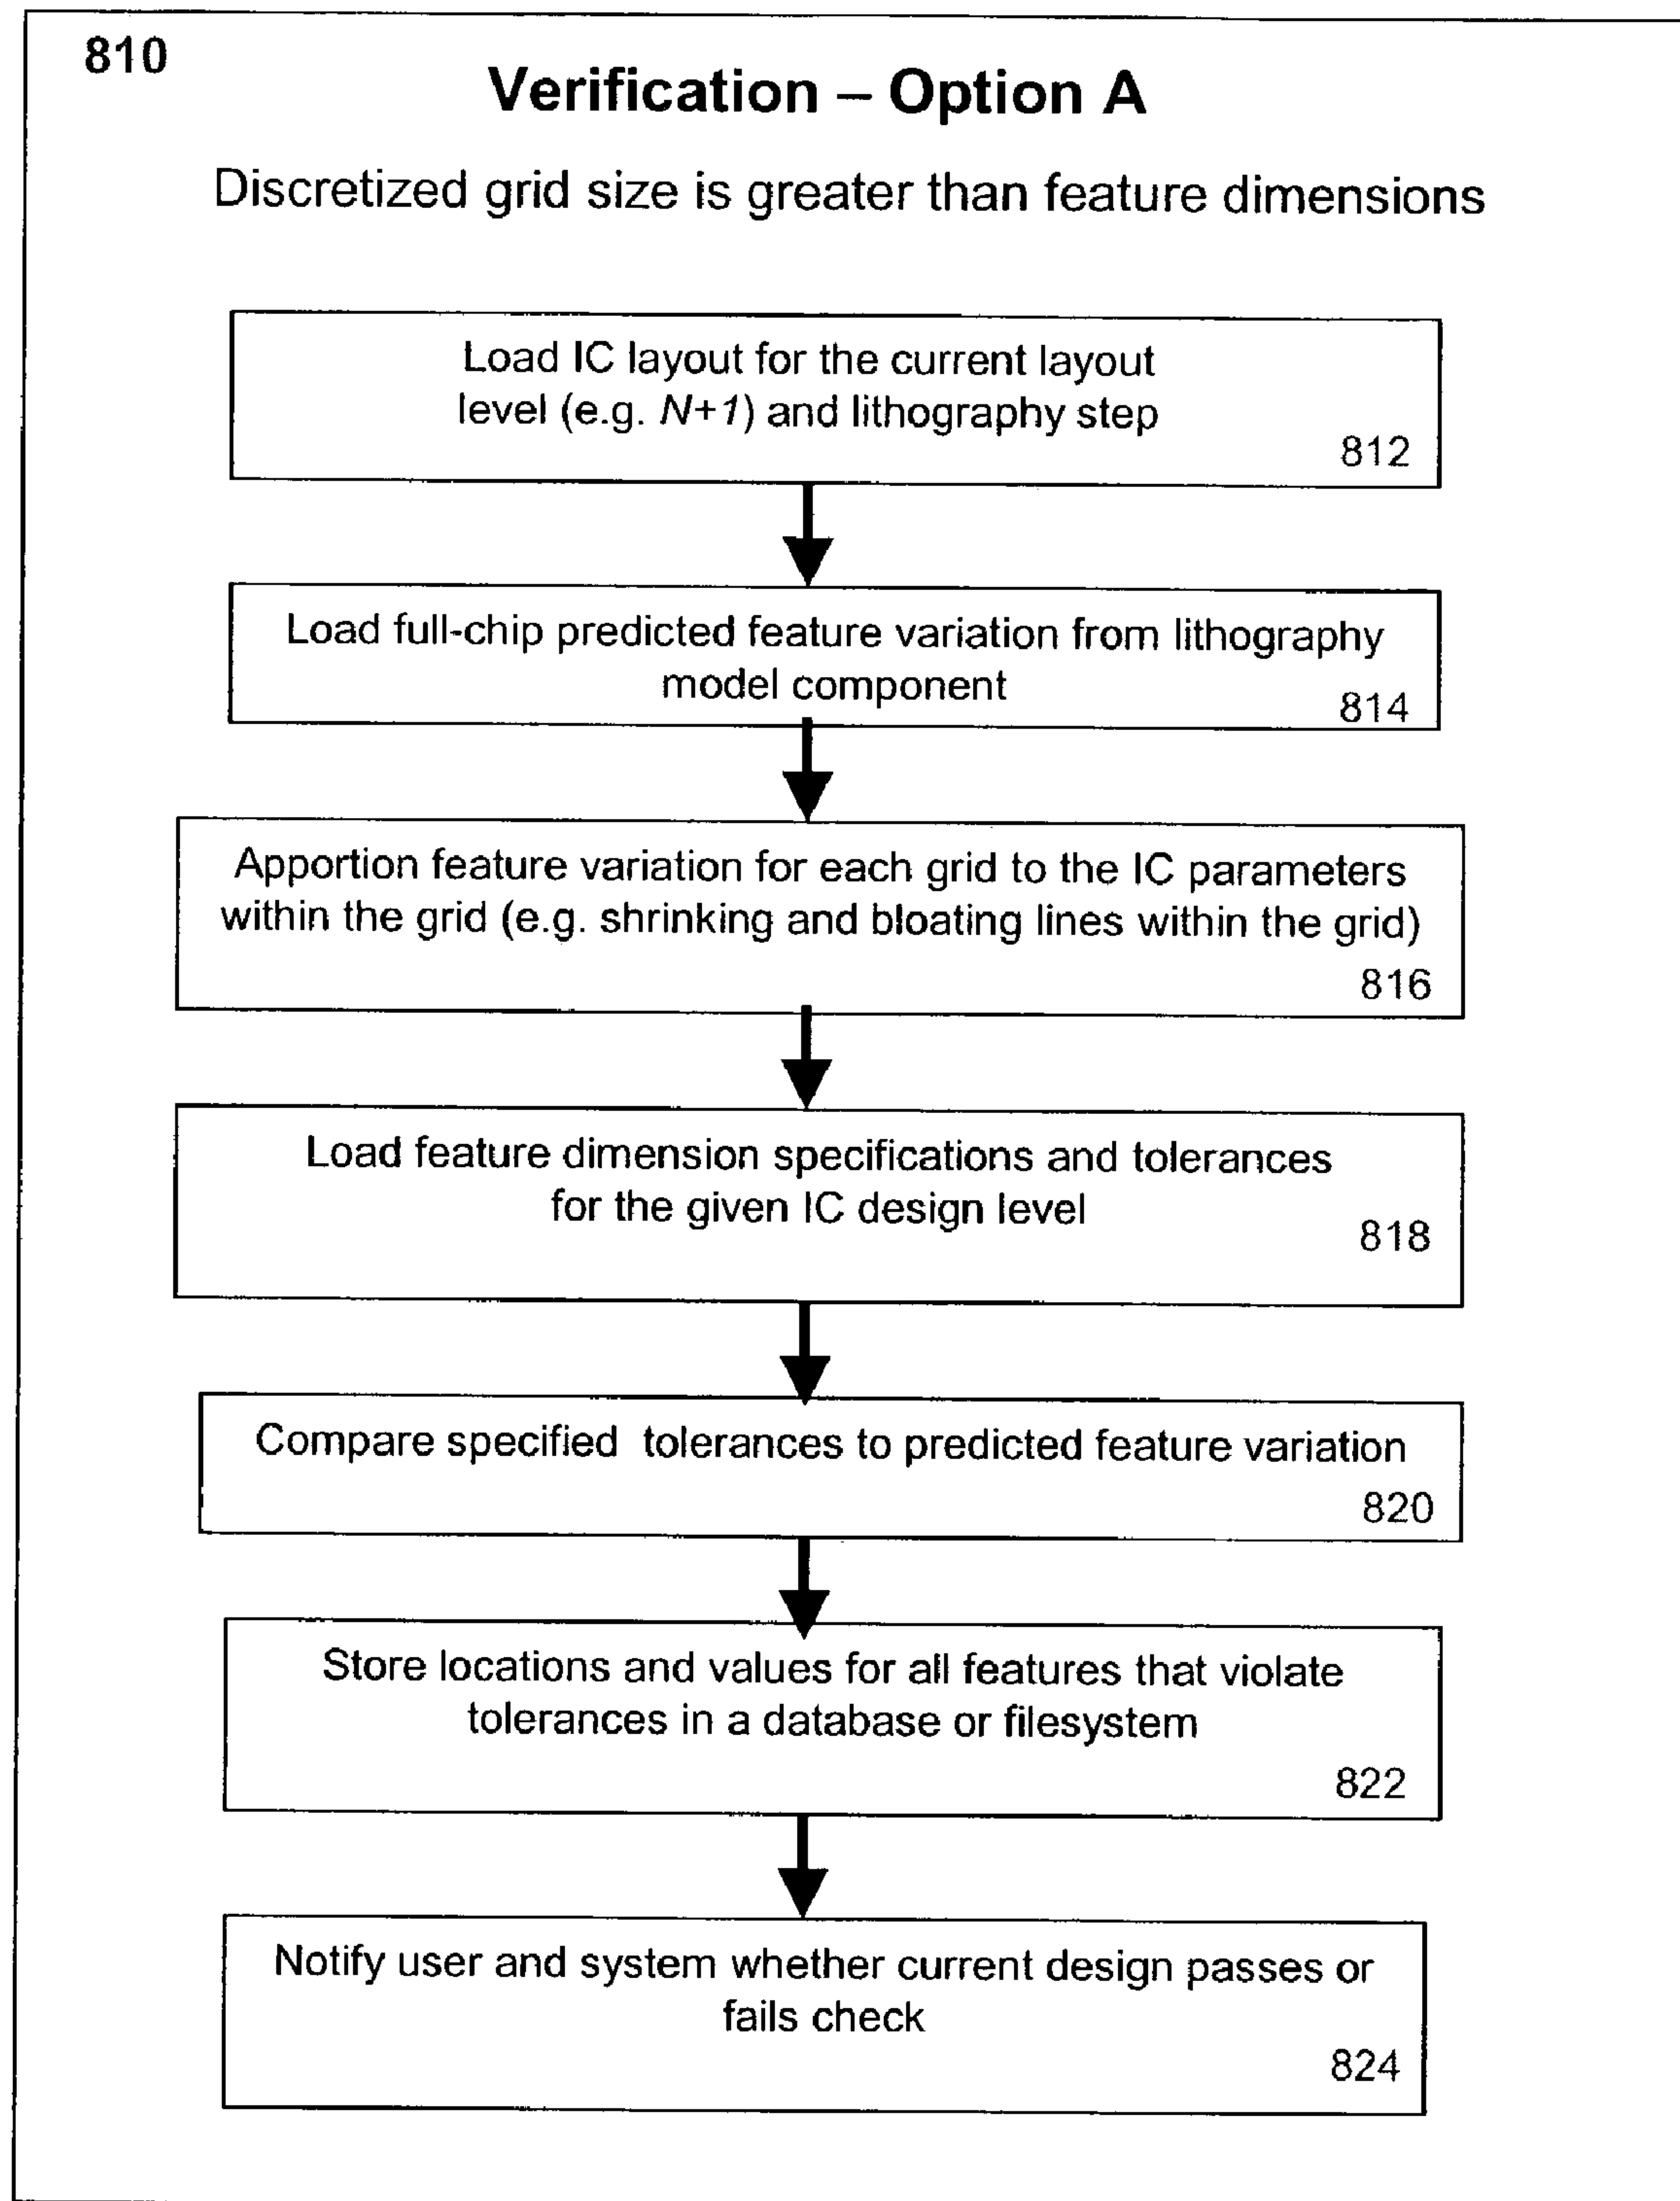 810
Verification – Option A
Discretized grid size is greater than feature dimensions
Load IC layout for the current layout
level (e.g. N+1) and lithography step
812
Load full-chip predicted feature variation from lithography
model component
814
Apportion feature variation for each grid to the IC parameters
within the grid (e.g. shrinking and bloating lines within the grid)
816
Load feature dimension specifications and tolerances
for the given IC design level
818
Compare specified  tolerances to predicted feature variation
820
Store locations and values for all features that violate
tolerances in a database or filesystem
822
Notify user and system whether current design passes or
fails check
824